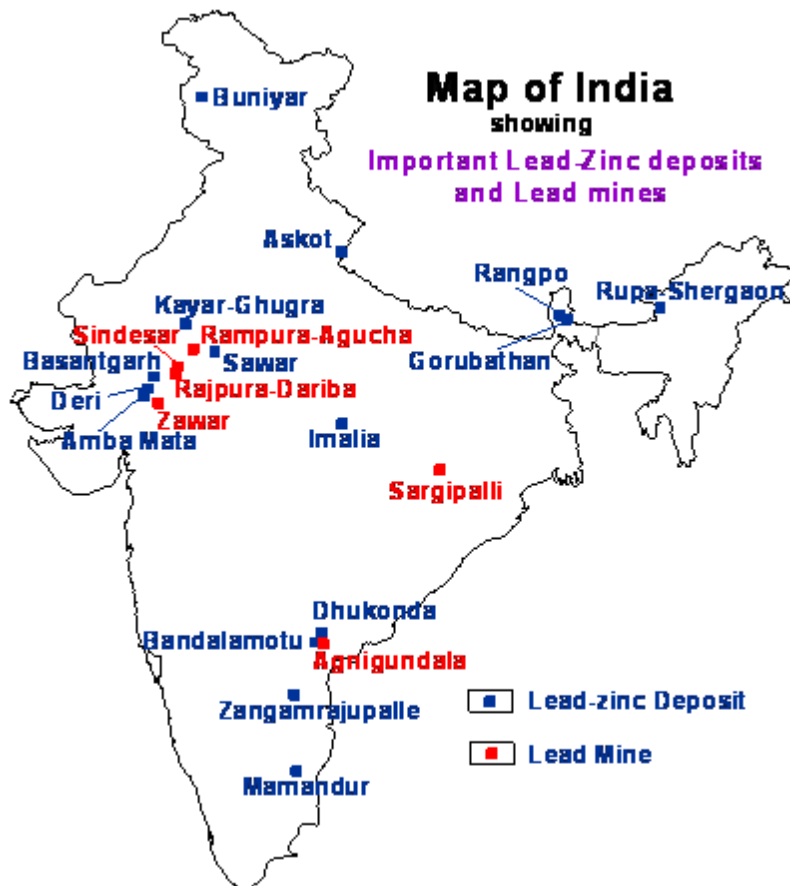 Map of India
showing
Important Lead-Zinc deposits
and Lead mines
Buniyar
Askot
Rangpo
Rupa-Shergaon
Kayar-Ghugra
Sindesar
Rampura-Agucha
Gorubathan
Basantgarh
Sawar
Rajpura-Dariba
Deri
Zawar
Amba Mata
Imalia
Sargipalli
Dhukonda
Bandalamotu
Agnigundala
Zangamrajupalle
Lead-zinc Deposit
Lead Mine
Mamandur